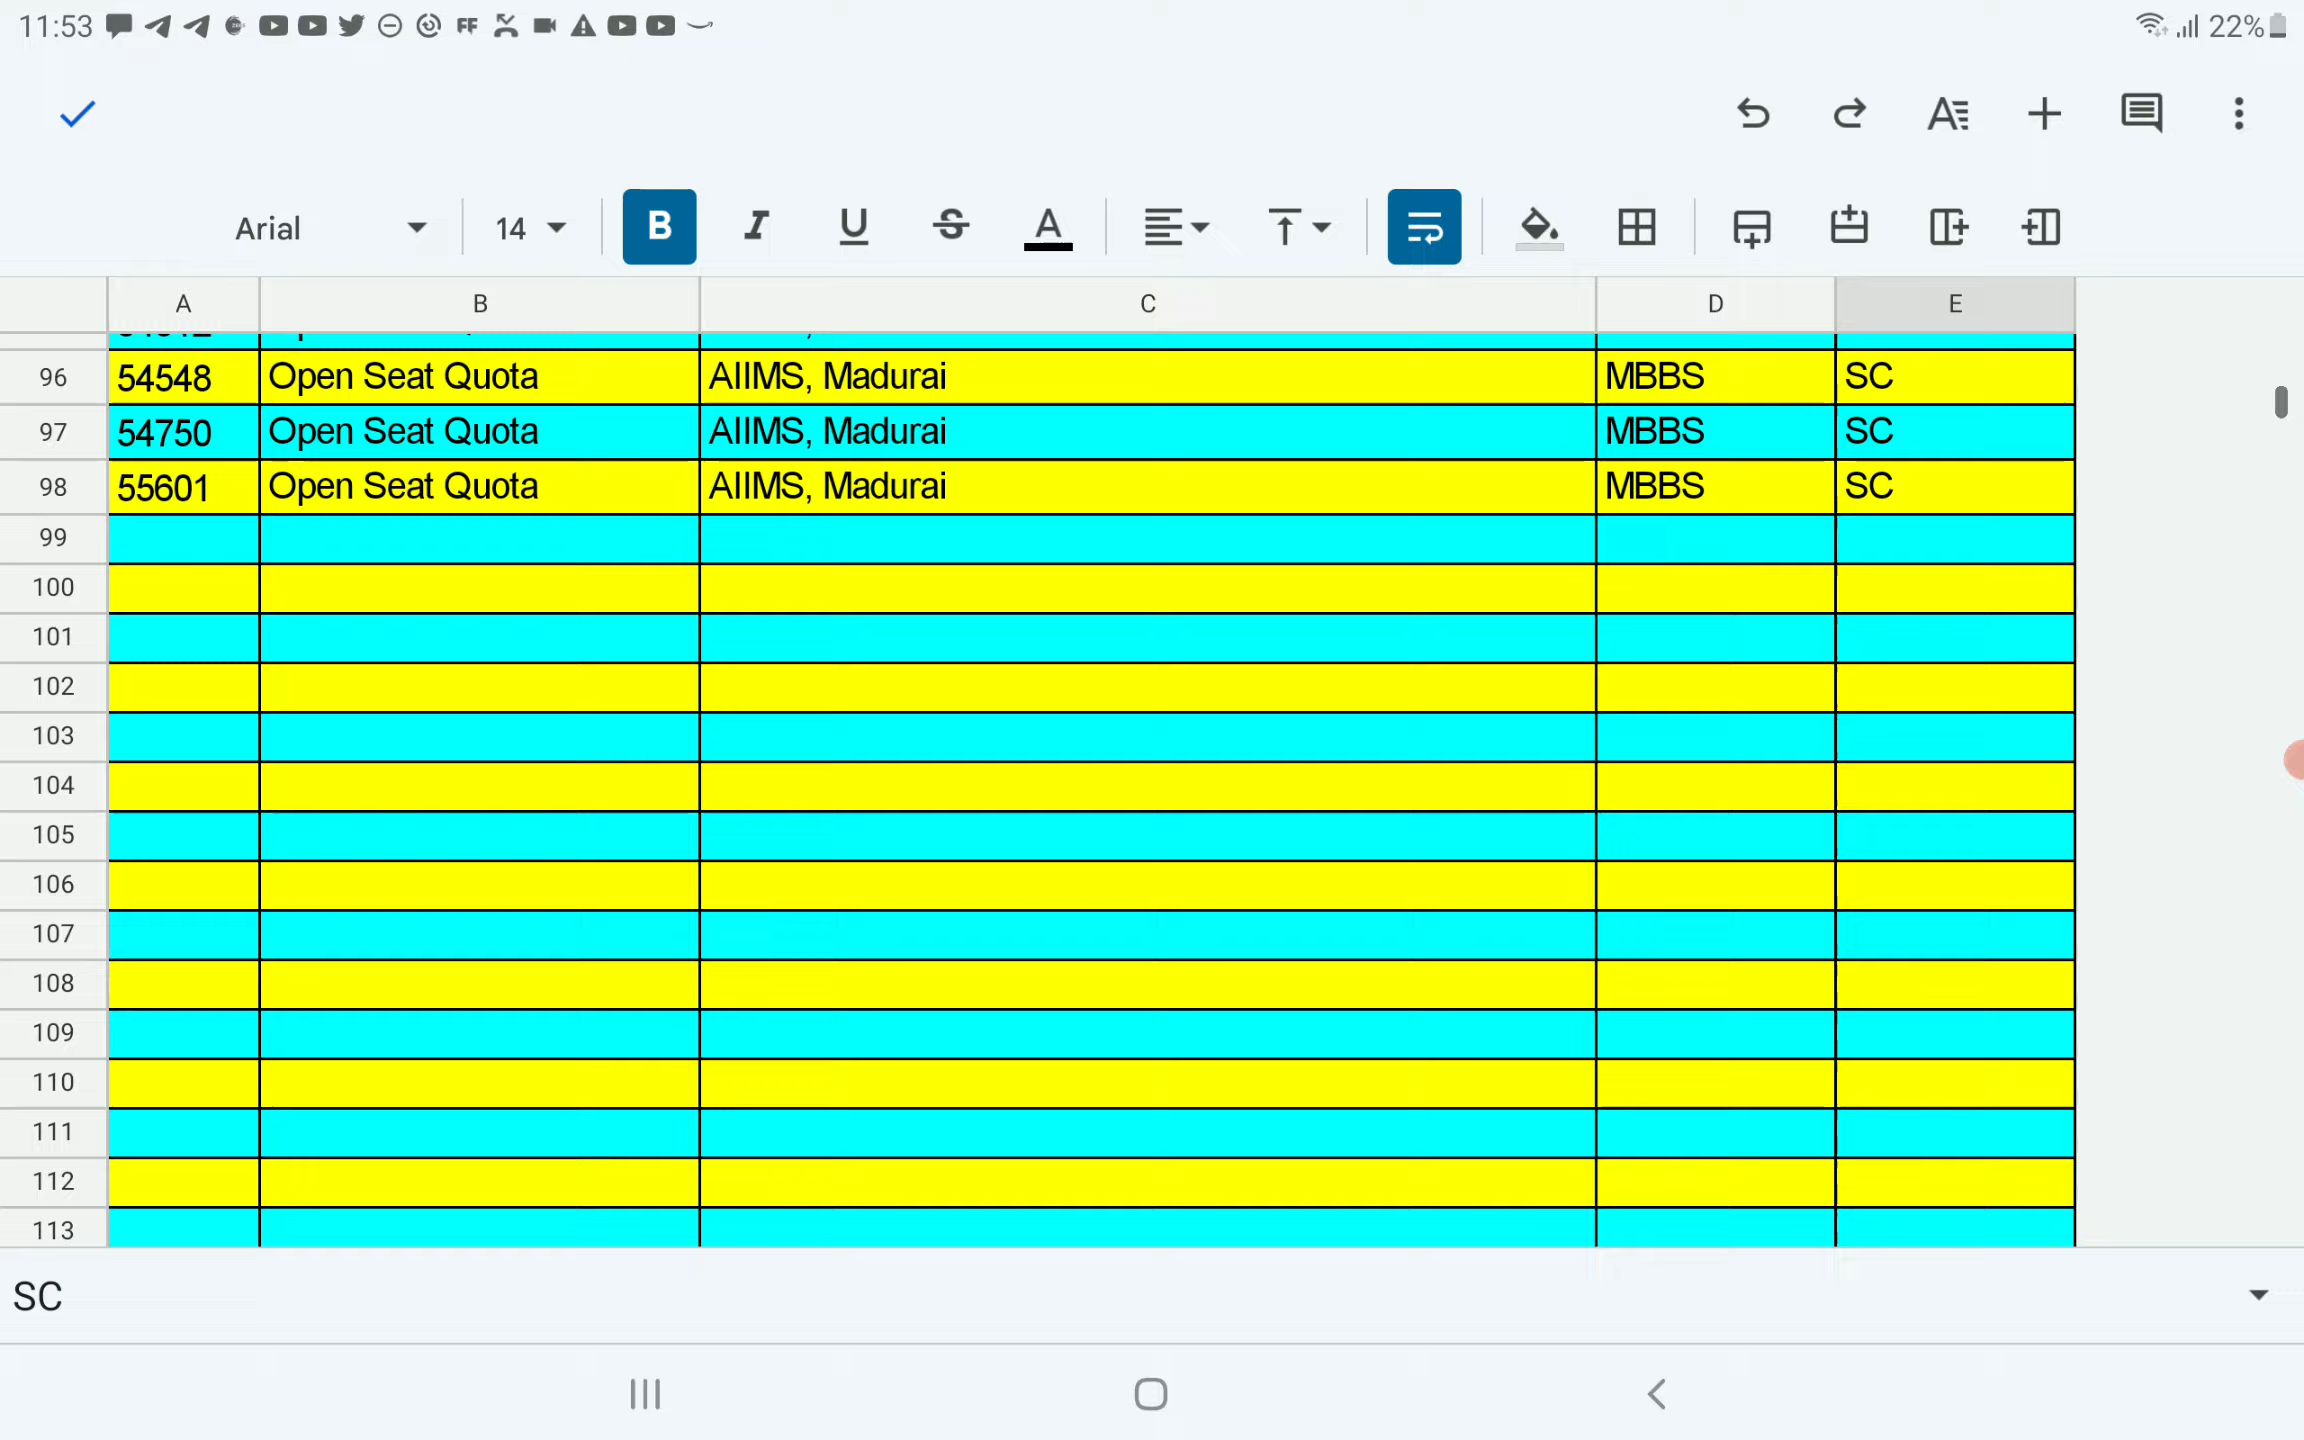 11:53 FF 22%
Arial 14 B I U S A
A B C D E
96 54548 Open Seat Quota AIIMS, Madurai MBBS SC
97 54750 Open Seat Quota AIIMS, Madurai MBBS SC
98 55601 Open Seat Quota AIIMS, Madurai MBBS SC
99
100
101
102
103
104
105
106
107
108
109
110
111
112
113
SC